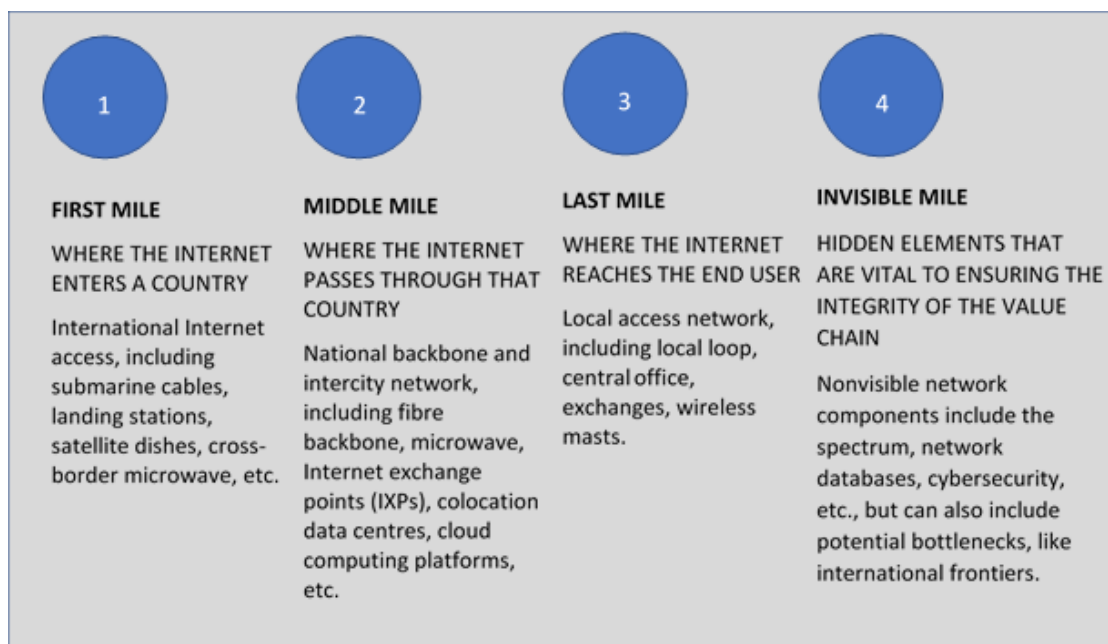 1
FIRST MILE
WHERE THE INTERNET
ENTERS A COUNTRY
International Internet
access, including
submarine cables,
landing stations,
satellite dishes, cross-
border microwave, etc.
2
MIDDLE MILE
WHERE THE INTERNET
PASSES THROUGH THAT
COUNTRY
National backbone and
intercity network,
including fibre
backbone, microwave,
Internet exchange
points (IXPs), colocation
data centres, cloud
computing platforms,
etc.
3
LAST MILE
WHERE THE INTERNET
REACHES THE END USER
Local access network,
including local loop,
central office,
exchanges, wireless
masts.
4
INVISIBLE MILE
HIDDEN ELEMENTS THAT
ARE VITAL TO ENSURING THE
INTEGRITY OF THE VALUE
CHAIN
Nonvisible network
components include the
spectrum, network
databases, cybersecurity,
etc., but can also include
potential bottlenecks, like
international frontiers.